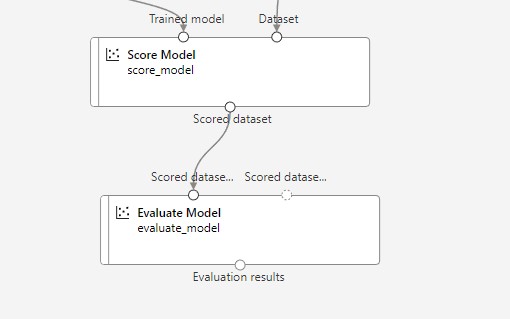 Trained model Dataset
Score Model
score_model
Scored dataset
Scored datase... Scored datase...
Evaluate Model
evaluate_model
Evaluation results